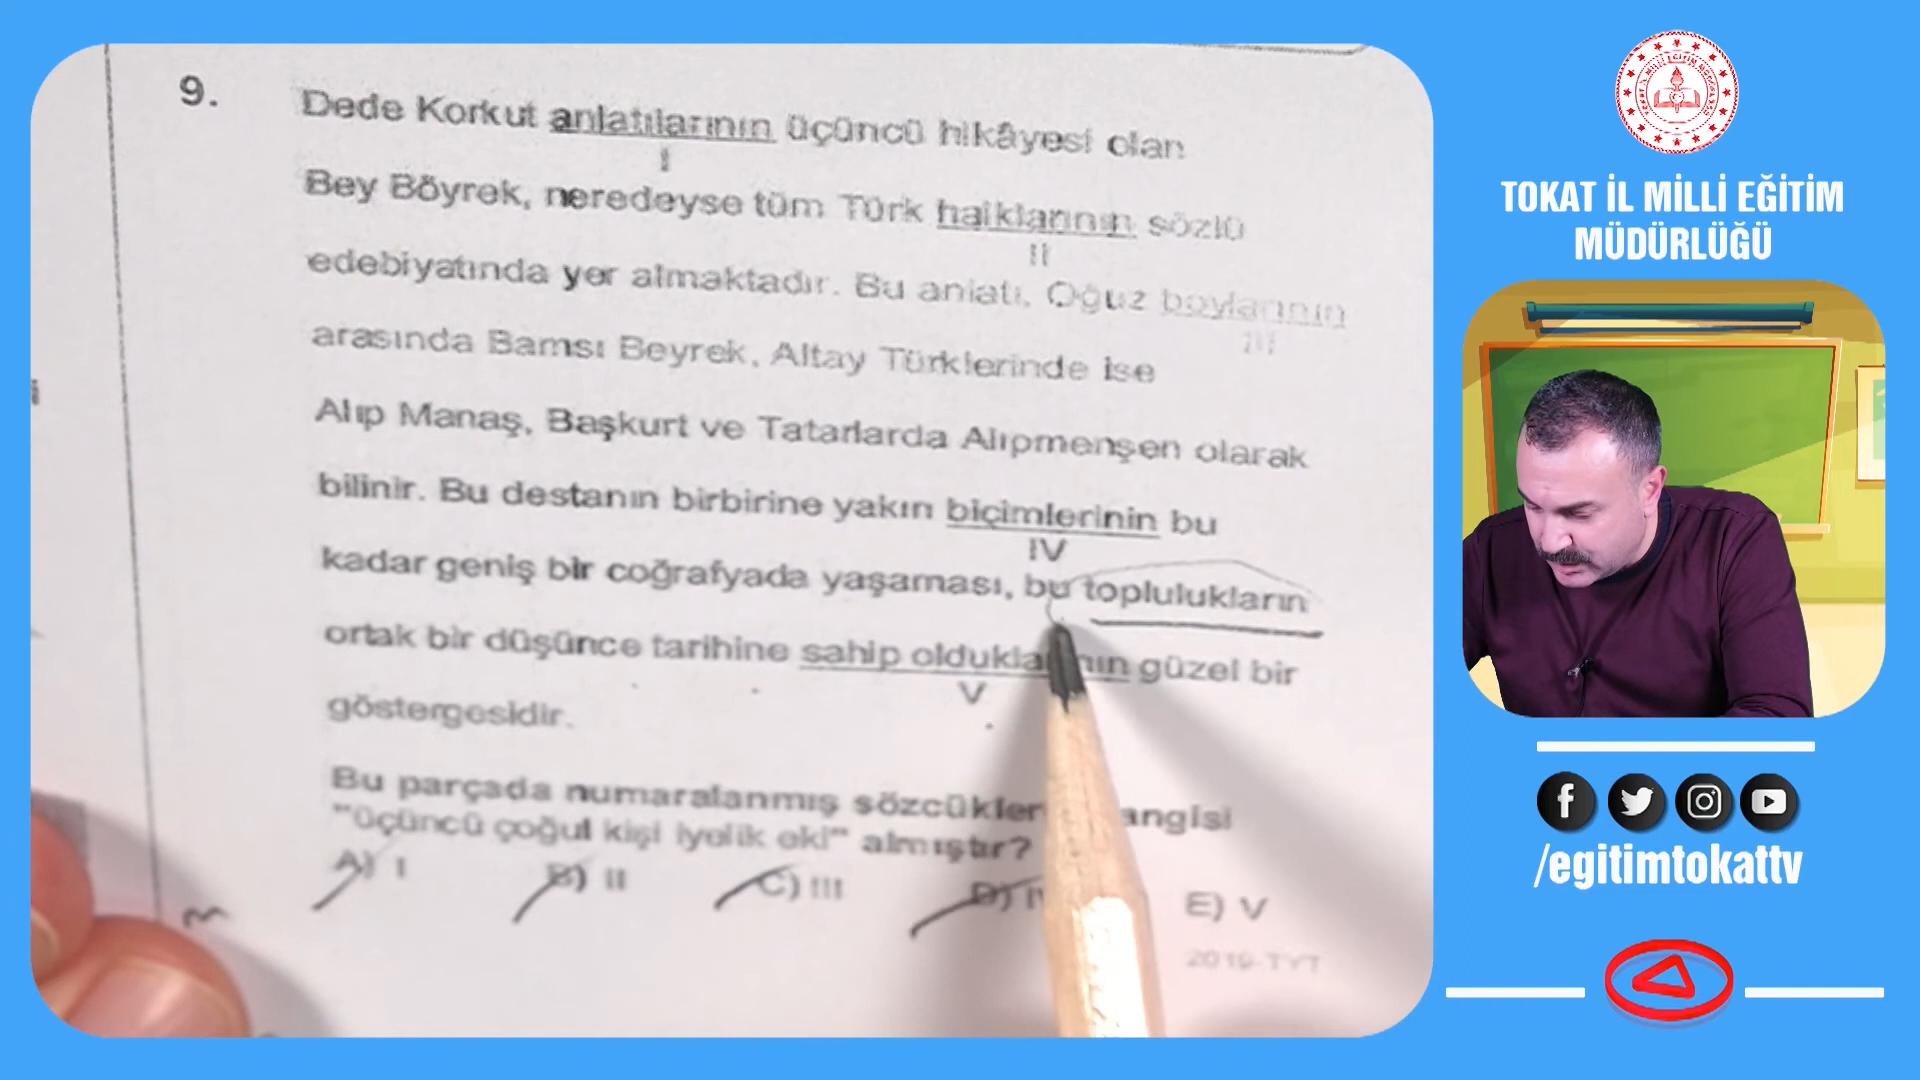 9.
Dede Korkut anlatılarının üçüncü hikâyesi olan
I
Bey Böyrek, neredeyse tüm Türk halklarının sözlü
II
edebiyatında yer almaktadır. Bu anlatı, Oğuz boylarının
III
arasında Bamsı Beyrek, Altay Türklerinde ise
Alıp Manaş, Başkurt ve Tatarlarda Alıpmenşen olarak
bilinir. Bu destanın birbirine yakın biçimlerinin bu
IV
kadar geniş bir coğrafyada yaşaması, bu toplulukların
ortak bir düşünce tarihine sahip güzel bir
V
göstergesidir.
Bu parçada numaralanmış
"üçüncü çoğul kişi iyelik eki" almıştır?
A) I B) II C) III D) E) V
2019-TYT
TOKAT İL MİLLİ EĞİTİM
MÜDÜRLÜĞÜ
/egitimtokattv